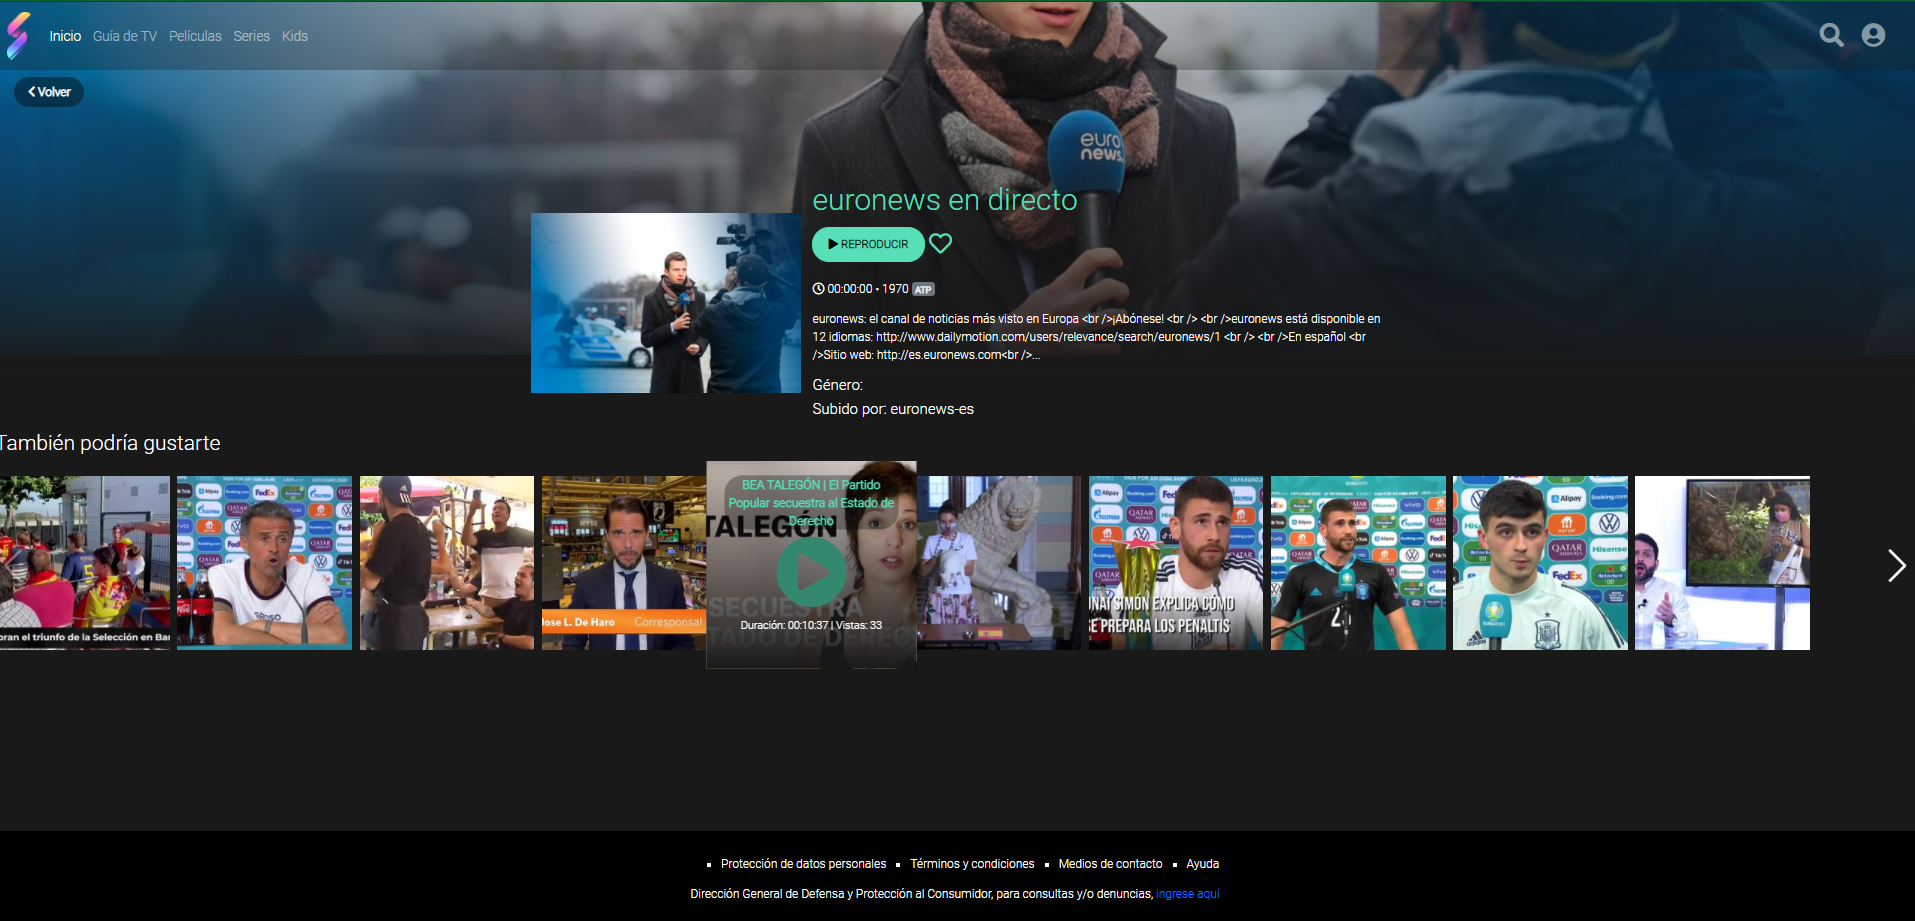 Inicio Guía de TV Películas Series Kids
Volver
euro
news.
euronews en directo
REPRODUCIR
00:00:00 • 1970 ATP
euronews: el canal de noticias más visto en Europa <br />¡Abónese! <br /> <br />euronews está disponible en
12 idiomas: http://www.dailymotion.com/users/relevance/search/euronews/1 <br /> <br />En español <br
/>Sitio web: http://es.euronews.com<br />...
Género:
Subido por: euronews-es
También podría gustarte
oran el triunfo de la Selección en Bar
Jose L. De Haro Corresponsal
BEA TALEGÓN | El Partido
Popular secuestra al Estado de
Derecho
TALEGÓN
SECUESTRA
TADO DE DEREC
Duración: 00:10:37 | Vistas: 33
UNAI SIMÓN EXPLICA CÓMO
SE PREPARA LOS PENALTIS
Protección de datos personales Términos y condiciones Medios de contacto Ayuda
Dirección General de Defensa y Protección al Consumidor, para consultas y/o denuncias, ingrese aquí